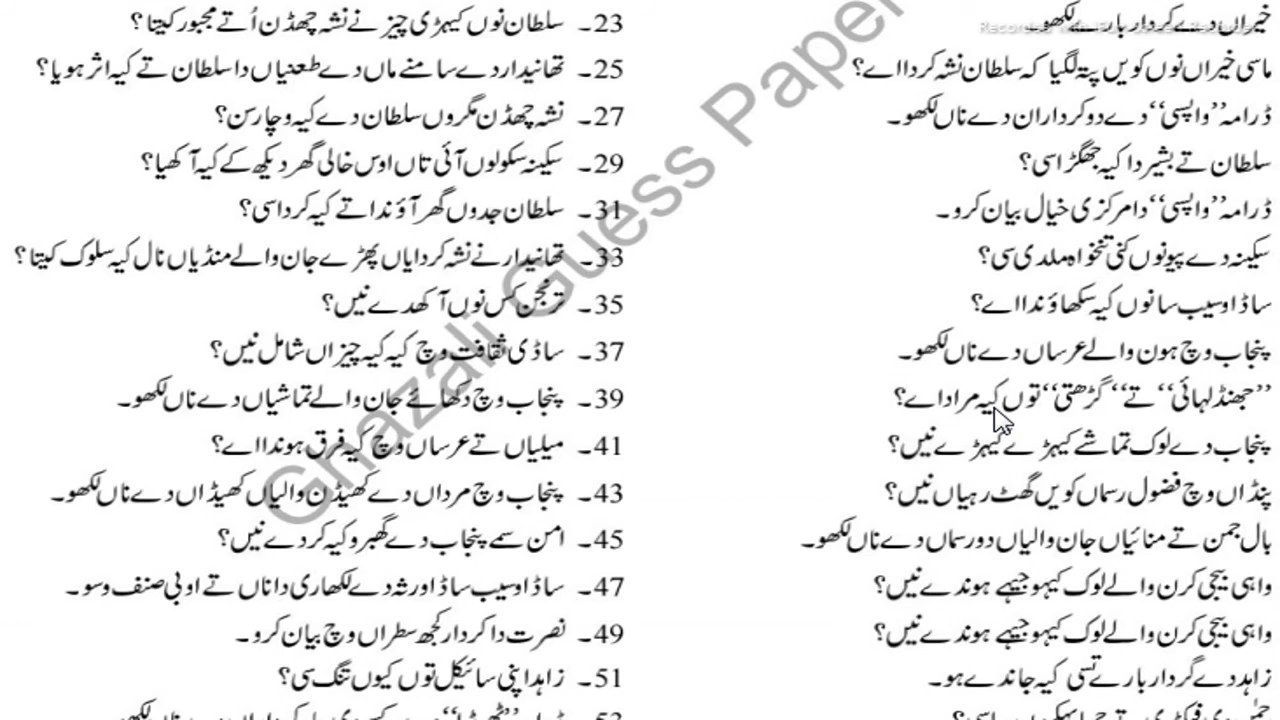 خیراں دے کردار بارے لکھو۔
23۔ سلطان نوں کیہڑی چیز نے نشہ چھڈن اُتے مجبور کیتا؟
ماسی خیراں نوں کویں پتہ لگیا کہ سلطان نشہ کردا اے؟
25۔ تھانیدار دے سامنے ماں دے طعنیاں دا سلطان تے کیہ اثر ہویا؟
ڈرامہ ’’واپسی‘‘ دے دو کرداراں دے ناں لکھو۔
27۔ نشہ چھڈن مگروں سلطان دے کیہ وچار سن؟
سلطان تے بشیر دا کیہ جھگڑا سی؟
29۔ سکینہ سکولوں آئی تاں اوس خالی گھر دیکھ کے کیہ آکھیا؟
ڈرامہ ’’واپسی‘‘ دا مرکزی خیال بیان کرو۔
31۔ سلطان جدوں گھر آؤندا تے کیہ کردا سی؟
سکینہ دے پیو نوں کنی تنخواہ ملدی سی؟
33۔ تھانیدار نے نشہ کردیاں پھڑے جان والے منڈیاں نال کیہ سلوک کیتا؟
ساڈا وسیب سانوں کیہ سکھاؤندا اے؟
35۔ ترنجن کس نوں آکھدے نیں؟
پنجاب وچ ہون والے عرساں دے ناں لکھو۔
37۔ ساڈی ثقافت وچ کیہ کیہ چیزاں شامل نیں؟
’’جھنڈ لہائی‘‘ تے ‘‘گڑھتی‘‘ توں کیہ مراد اے؟
39۔ پنجاب وچ دکھائے جان والے تماشیاں دے ناں لکھو۔
پنجاب دے لوک تماشے کیہڑے کیہڑے نیں؟
41۔ میلیاں تے عرساں وچ کیہ فرق ہوندا اے؟
پنڈاں وچ فضول رسماں کویں گھٹ رہیاں نیں؟
43۔ پنجاب وچ مرداں دے کھیڈن والیاں کھیڈاں دے ناں لکھو۔
بال جمن تے منائیاں جان والیاں دو رسماں دے ناں لکھو۔
45۔ امن سمے پنجاب دے گھبرو کیہ کردے نیں؟
واہی بیجی کرن والے لوک کیہو جیہے ہوندے نیں؟
47۔ ساڈا وسیب ساڈا ورثہ دے لکھاری دا ناں تے اوبی صنف وسو۔
واہی بیجی کرن والے لوک کیہو جیہے ہوندے نیں؟
49۔ نصرت دا کردار کجھ سطراں وچ بیان کرو۔
زاہد دے گردار بارے تسی کیہ جاندے ہو۔
51۔ زاہد اپنی سائیکل توں کیوں تنگ سی؟
Ghazali Guess Paper